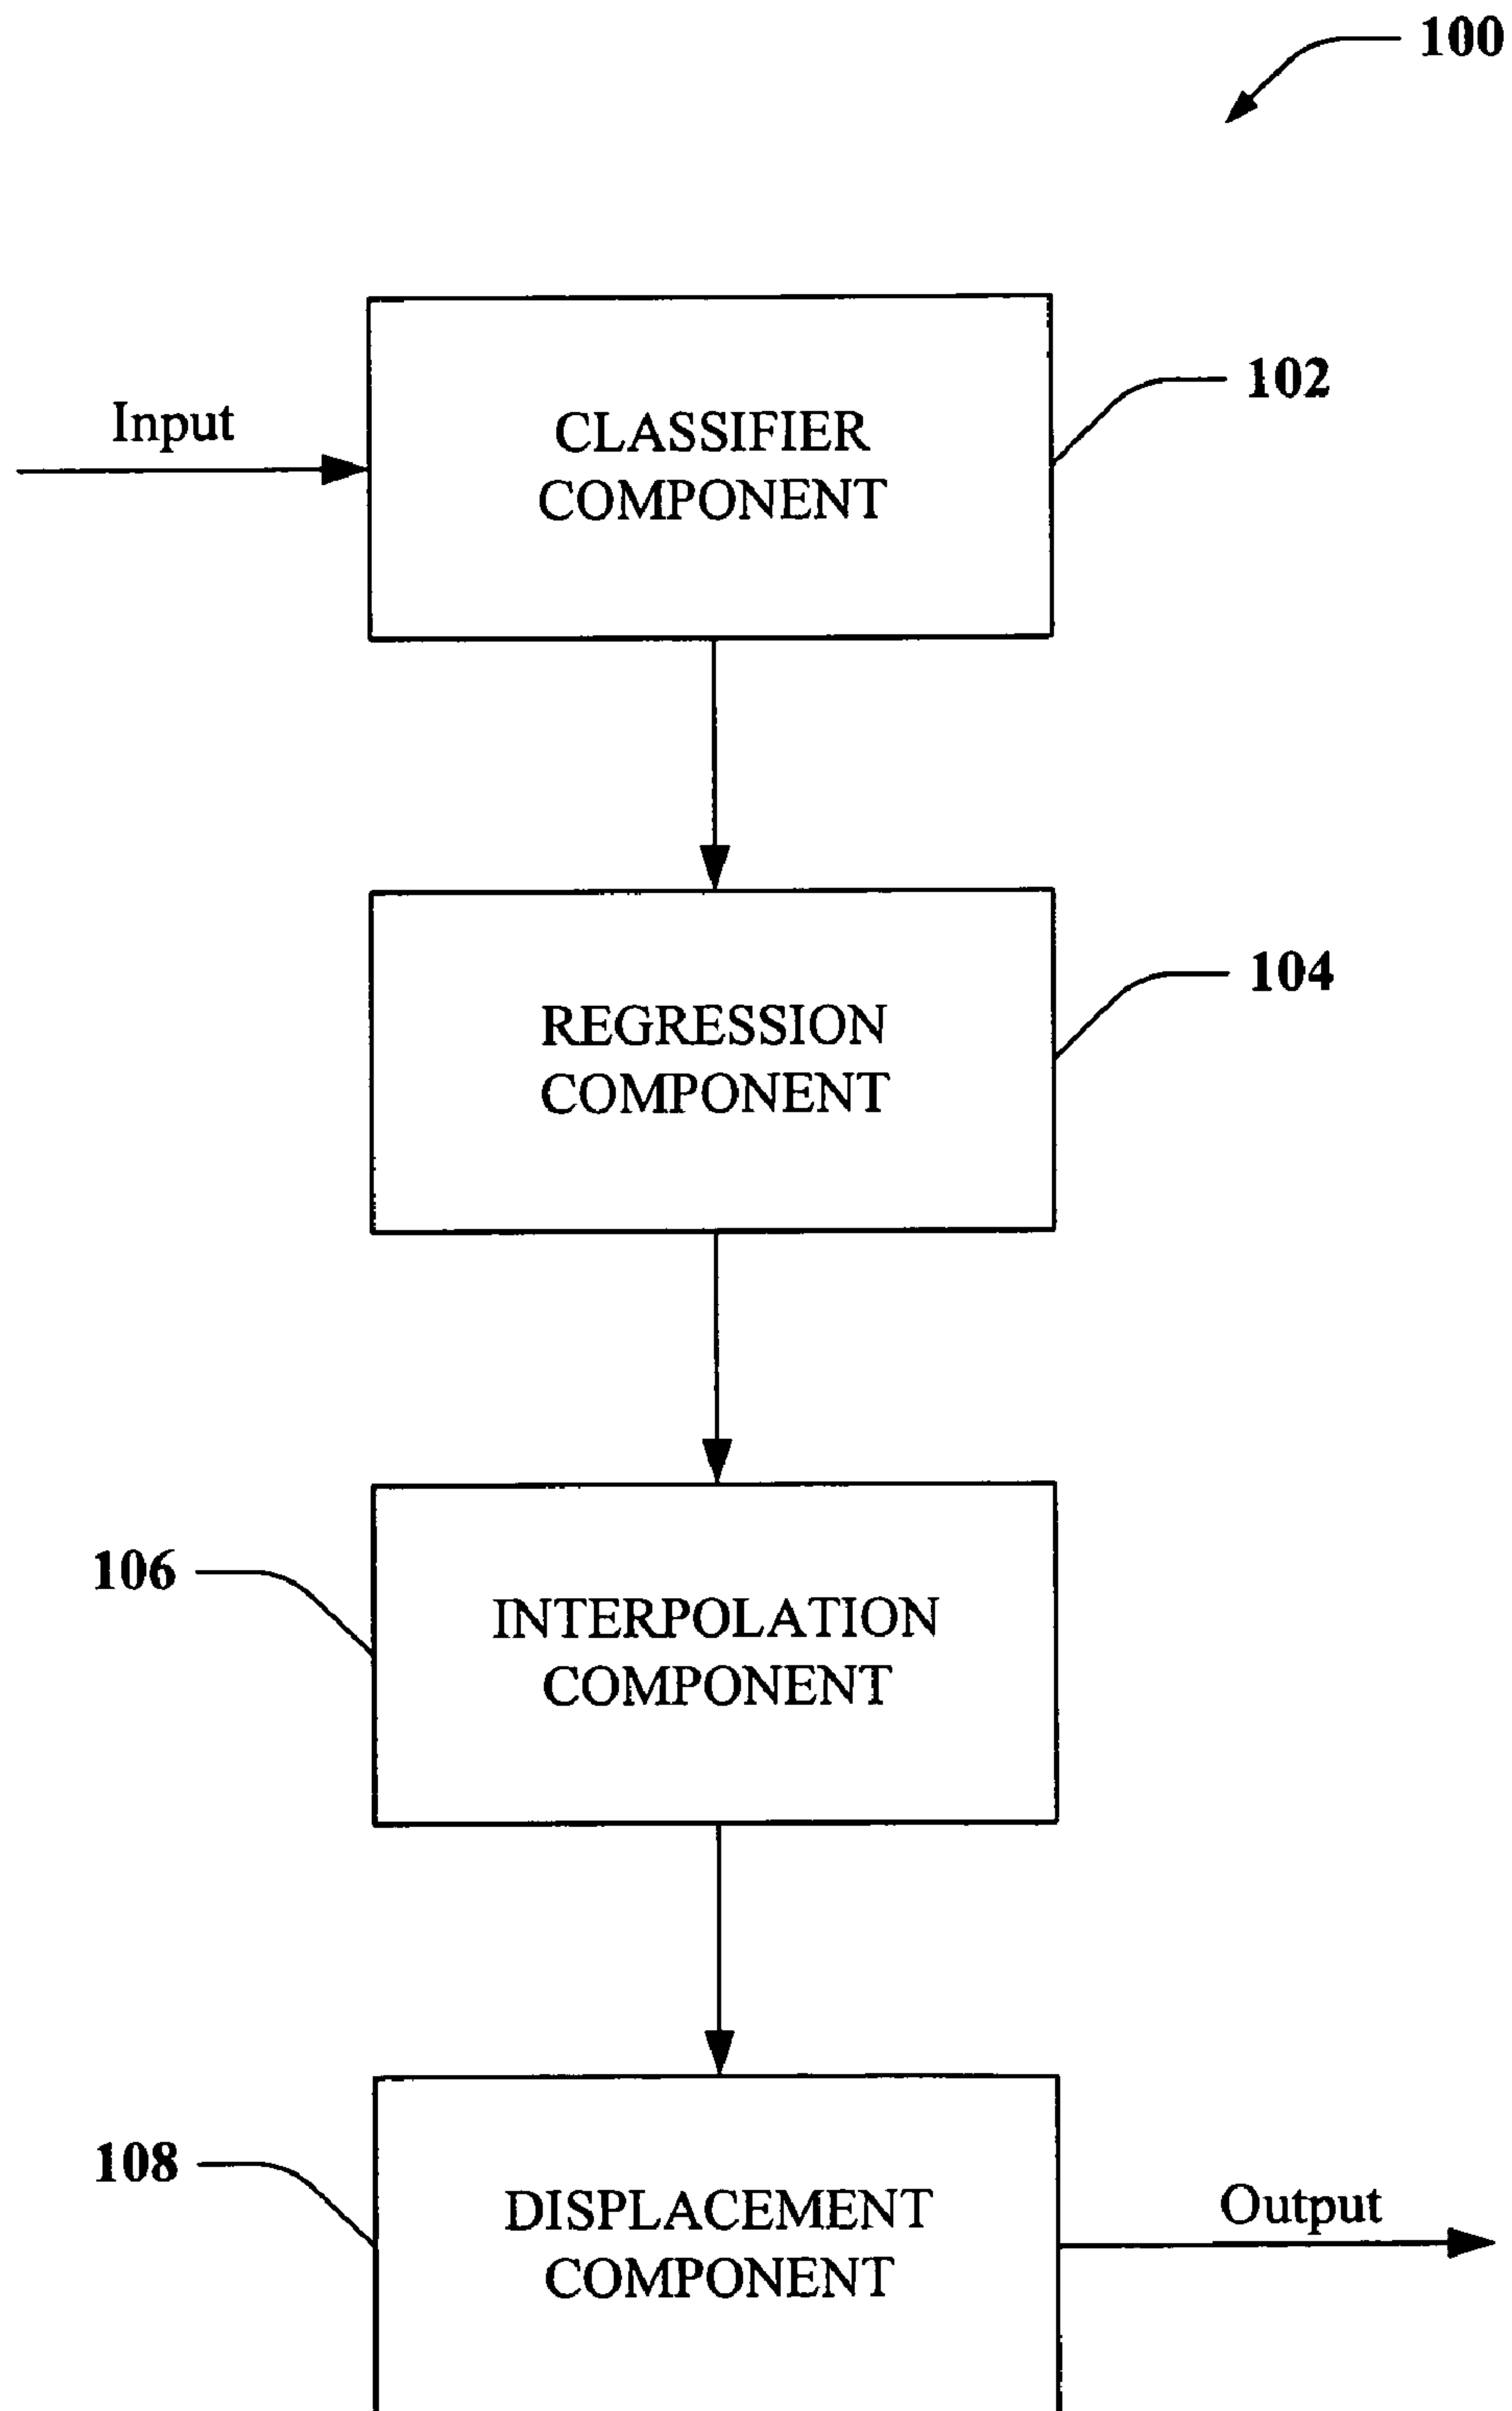 100
Input
CLASSIFIER
COMPONENT
102
REGRESSION
COMPONENT
104
106
INTERPOLATION
COMPONENT
108
DISPLACEMENT
COMPONENT
Output